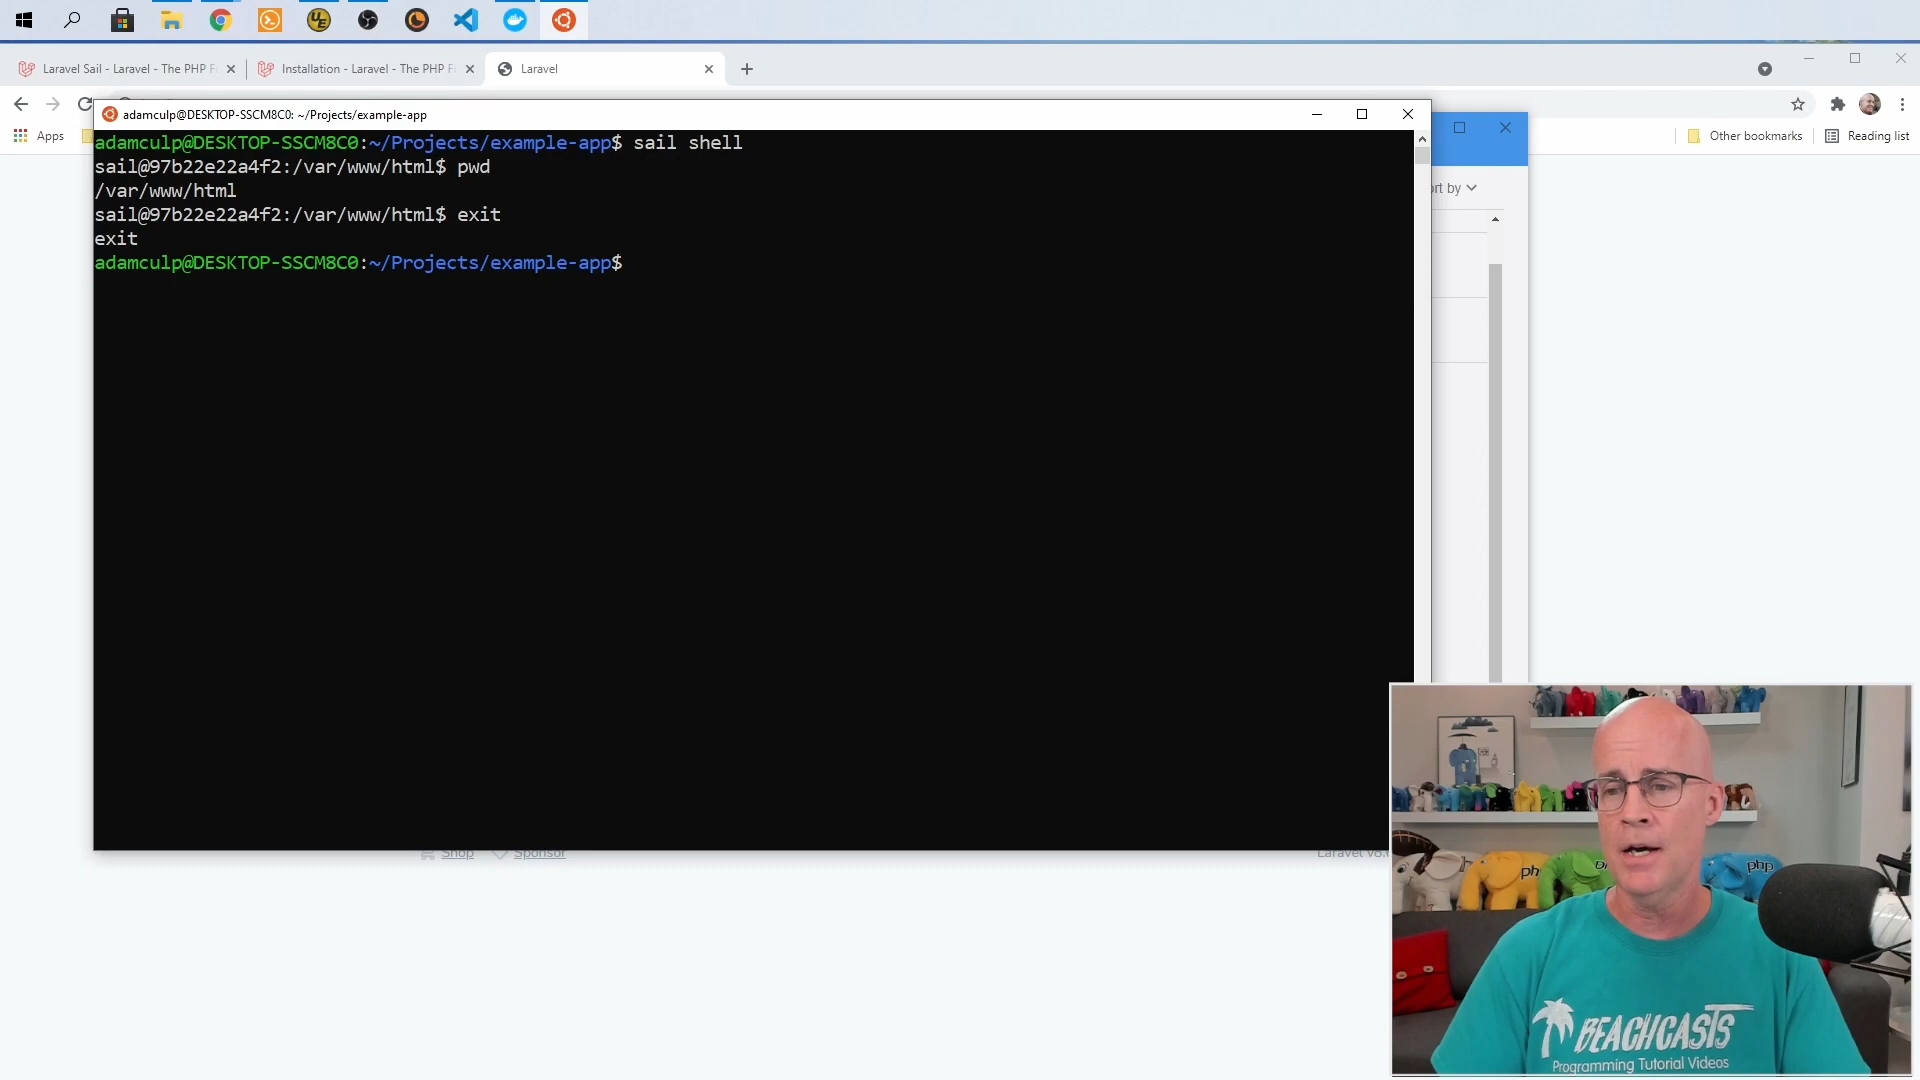 Laravel Sail - Laravel - The PHP F
Installation - Laravel - The PHP F
Laravel
Apps
Other bookmarks
Reading list
adamculp@DESKTOP-SSCM8C0: ~/Projects/example-app
adamculp@DESKTOP-SSCM8C0:~/Projects/example-app$ sail shell
sail@97b22e22a4f2:/var/www/html$ pwd
/var/www/html
sail@97b22e22a4f2:/var/www/html$ exit
exit
adamculp@DESKTOP-SSCM8C0:~/Projects/example-app$
ort by
Shop
Sponsor
Laravel v8.
php
BEACHCASTS
Programming Tutorial Videos